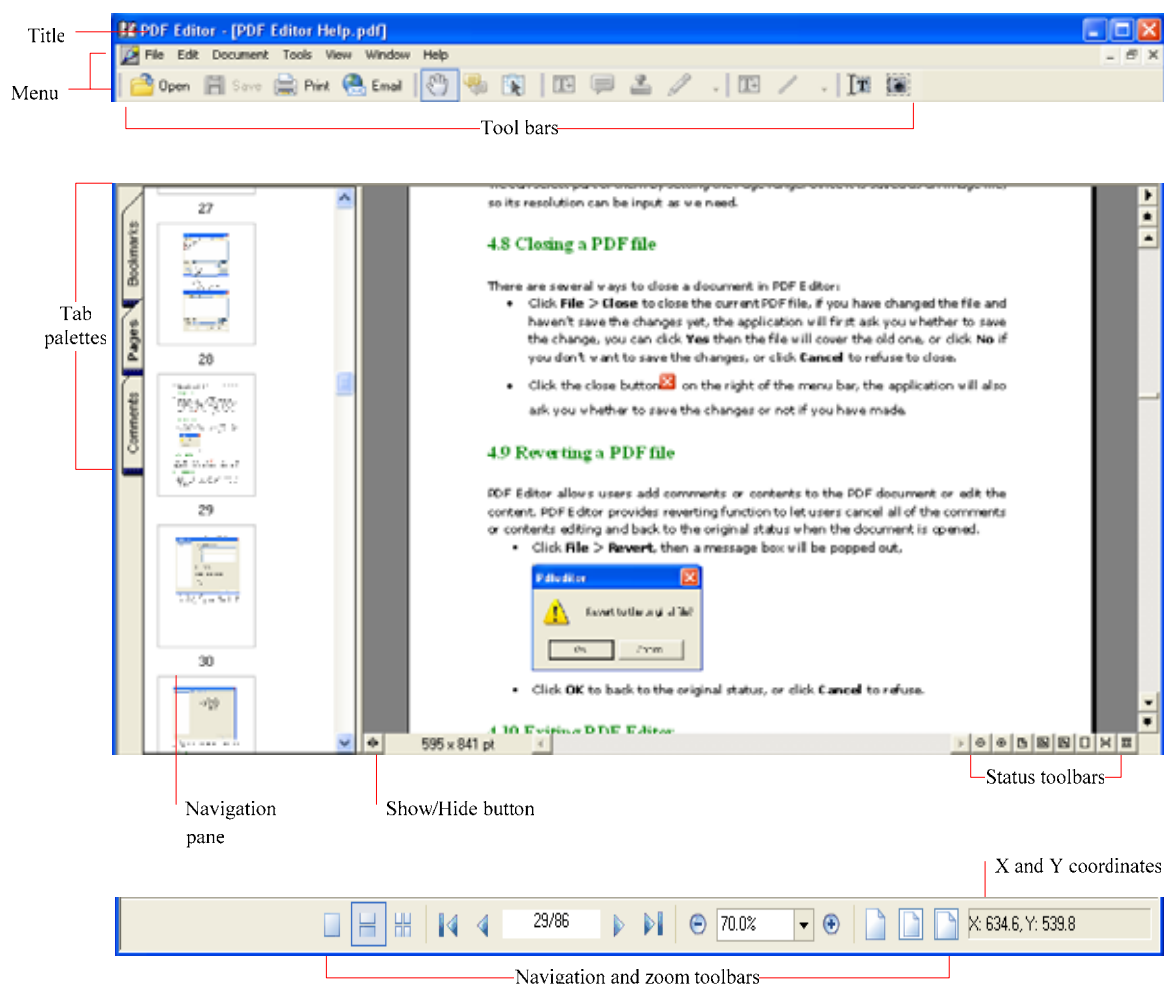 Title
PDF Editor - [PDF Editor Help.pdf]
File Edit Document Tools View Window Help
Menu
Open Save Print Email
Tool bars
so its resolution can be input as we need.
27
4.8 Closing a PDF file
Bookmarks
There are several ways to close a document in PDF Editor:
Click File > Close to close the current PDF file, if you have changed the file and
haven't save the changes yet, the application will first ask you whether to save
the change, you can click Yes then the file will cover the old one, or click No if
you don't want to save the changes, or click Cancel to refuse to close.
Tab
palettes
Pages
28
Click the close button on the right of the menu bar, the application will also
ask you whether to save the changes or not if you have made.
Comments
4.9 Reverting a PDF file
PDF Editor allows users add comments or contents to the PDF document or edit the
content. PDF Editor provides reverting function to let users cancel all of the comments
or contents editing and back to the original status when the document is opened.
29
Click File > Revert, then a message box will be popped out,
Pdfeditor
Revert to the original file?
30
Click OK to back to the original status, or click Cancel to refuse.
4.10 Exiting PDF Editor
595 x 841 pt
Status toolbars
Navigation
pane
Show/Hide button
X and Y coordinates
29/86
70.0%
X: 634.6, Y: 539.8
Navigation and zoom toolbars